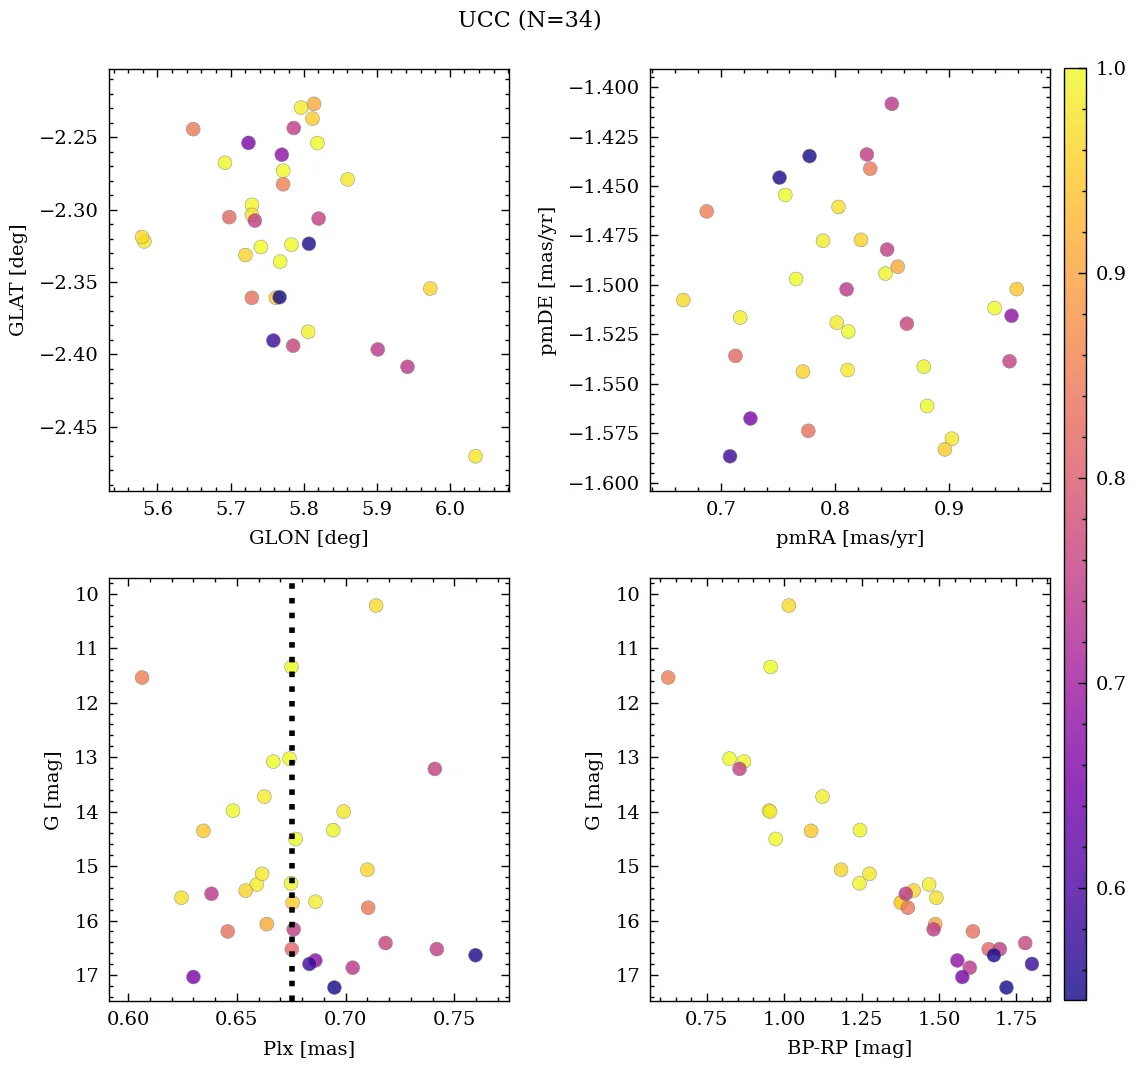 UCC (N=34)
−2.25
−2.30
−2.35
−2.40
−2.45
GLAT [deg]
5.6 5.7 5.8 5.9 6.0
GLON [deg]
−1.400
−1.425
−1.450
−1.475
−1.500
−1.525
−1.550
−1.575
−1.600
pmDE [mas/yr]
0.7 0.8 0.9
pmRA [mas/yr]
10
11
12
13
14
15
16
17
G [mag]
0.60 0.65 0.70 0.75
Plx [mas]
10
11
12
13
14
15
16
17
G [mag]
0.75 1.00 1.25 1.50 1.75
BP-RP [mag]
1.0
0.9
0.8
0.7
0.6